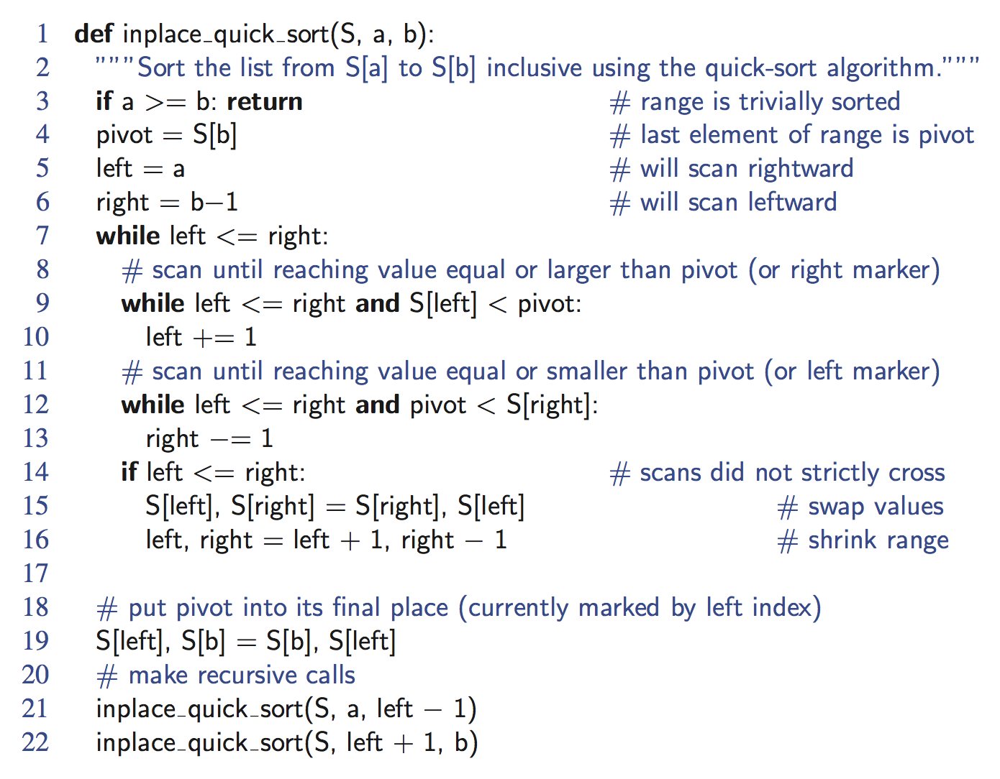 1 def inplace_quick_sort(S, a, b):
2 """Sort the list from S[a] to S[b] inclusive using the quick-sort algorithm."""
3 if a >= b: return # range is trivially sorted
4 pivot = S[b] # last element of range is pivot
5 left = a # will scan rightward
6 right = b−1 # will scan leftward
7 while left <= right:
8 # scan until reaching value equal or larger than pivot (or right marker)
9 while left <= right and S[left] < pivot:
10 left += 1
11 # scan until reaching value equal or smaller than pivot (or left marker)
12 while left <= right and pivot < S[right]:
13 right −= 1
14 if left <= right: # scans did not strictly cross
15 S[left], S[right] = S[right], S[left] # swap values
16 left, right = left + 1, right − 1 # shrink range
17
18 # put pivot into its final place (currently marked by left index)
19 S[left], S[b] = S[b], S[left]
20 # make recursive calls
21 inplace_quick_sort(S, a, left − 1)
22 inplace_quick_sort(S, left + 1, b)